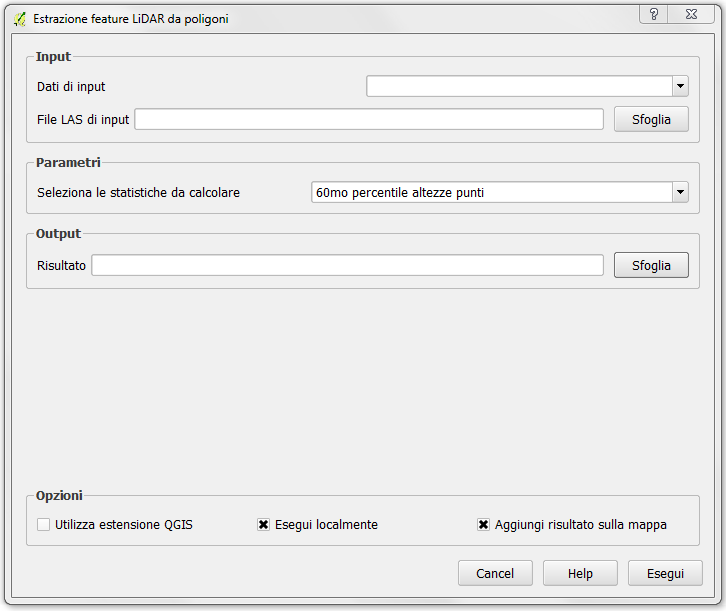 Estrazione feature LiDAR da poligoni
?
Input
Dati di input
File LAS di input
Sfoglia
Parametri
Seleziona le statistiche da calcolare
60mo percentile altezze punti
Output
Risultato
Sfoglia
Opzioni
Utilizza estensione QGIS
Esegui localmente
Aggiungi risultato sulla mappa
Cancel
Help
Esegui